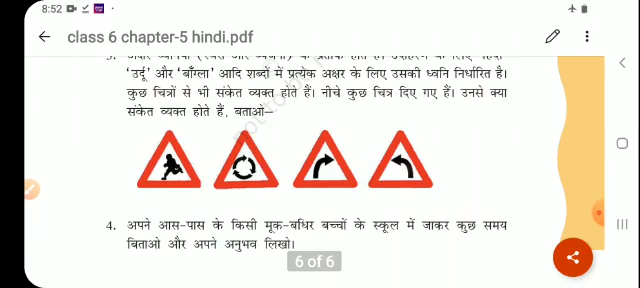 8:52
class 6 chapter-5 hindi.pdf
'उर्दू' और 'बाँग्ला' आदि शब्दों में प्रत्येक अक्षर के लिए उसकी ध्वनि निर्धारित है।
कुछ चित्रों से भी संकेत व्यक्त होते हैं। नीचे कुछ चित्र दिए गए हैं। उनसे क्या
संकेत व्यक्त होते हैं, बताओ–
4. अपने आस-पास के किसी मूक-बधिर बच्चों के स्कूल में जाकर कुछ समय
बिताओ और अपने अनुभव लिखो।
6 of 6